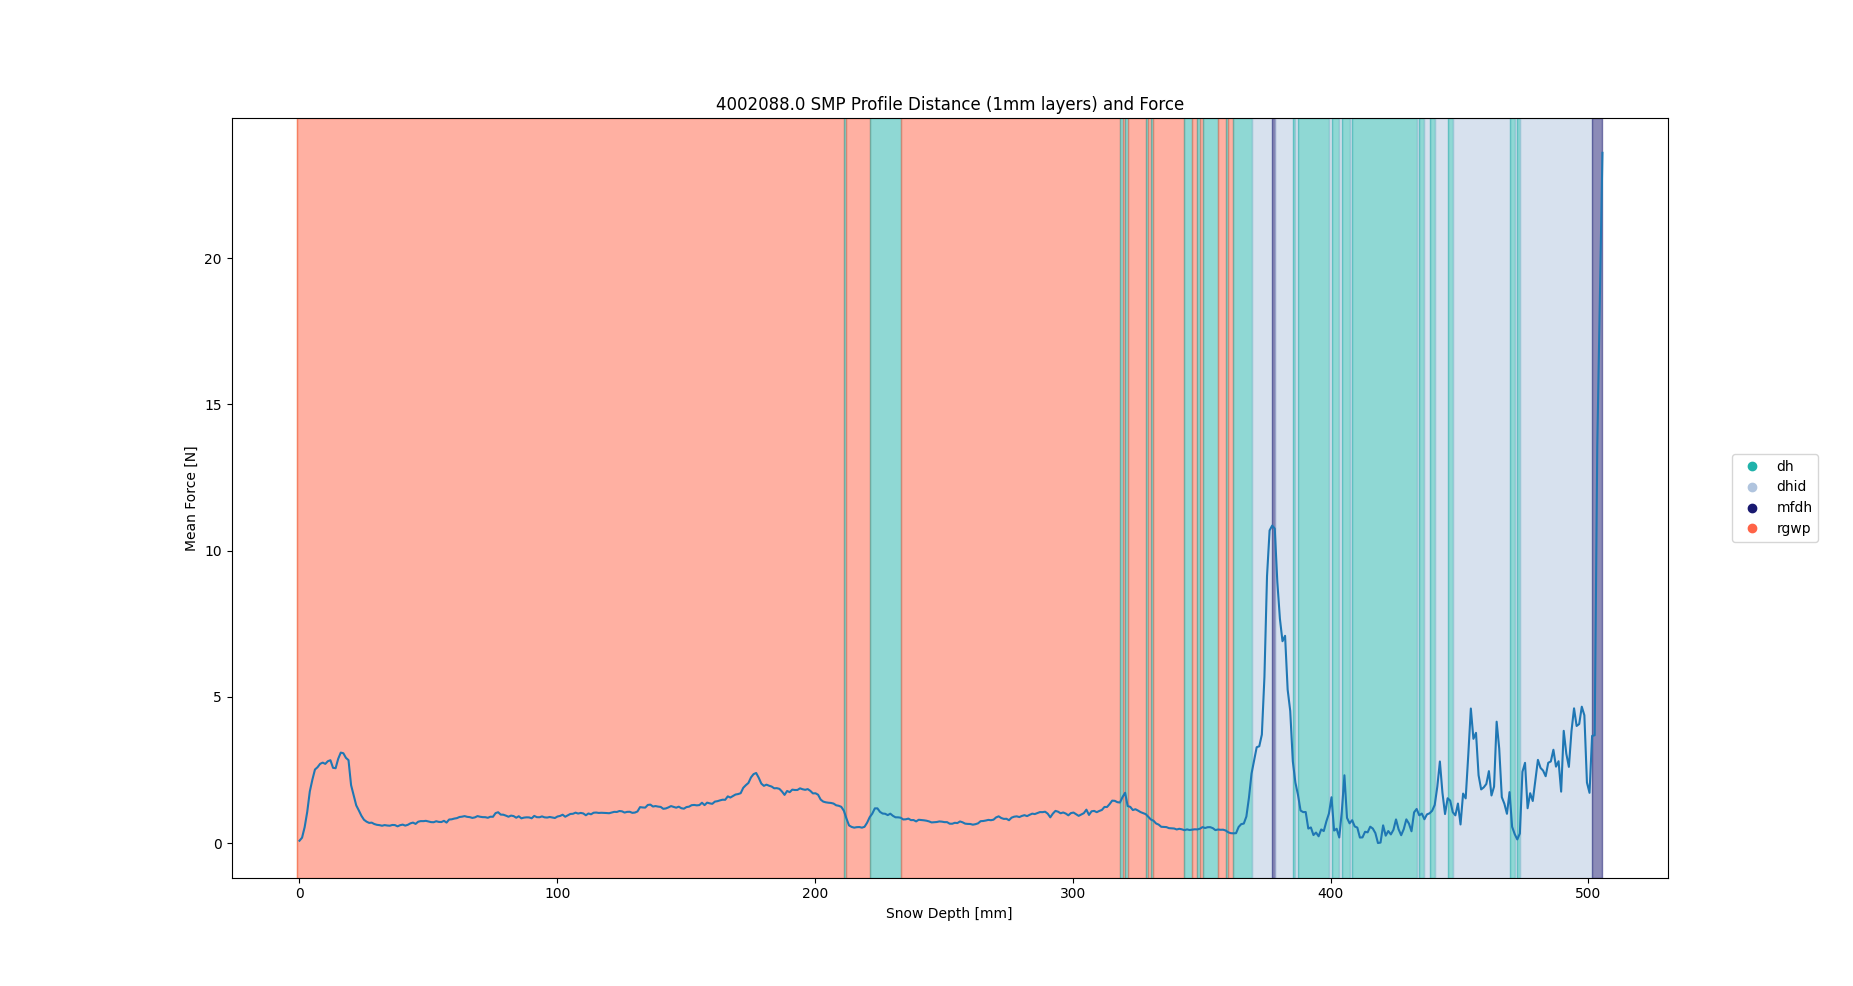 4002088.0 SMP Profile Distance (1mm layers) and Force
Mean Force [N]
20
15
10
5
0
0 100 200 300 400 500
Snow Depth [mm]
dh
dhid
mfdh
rgwp